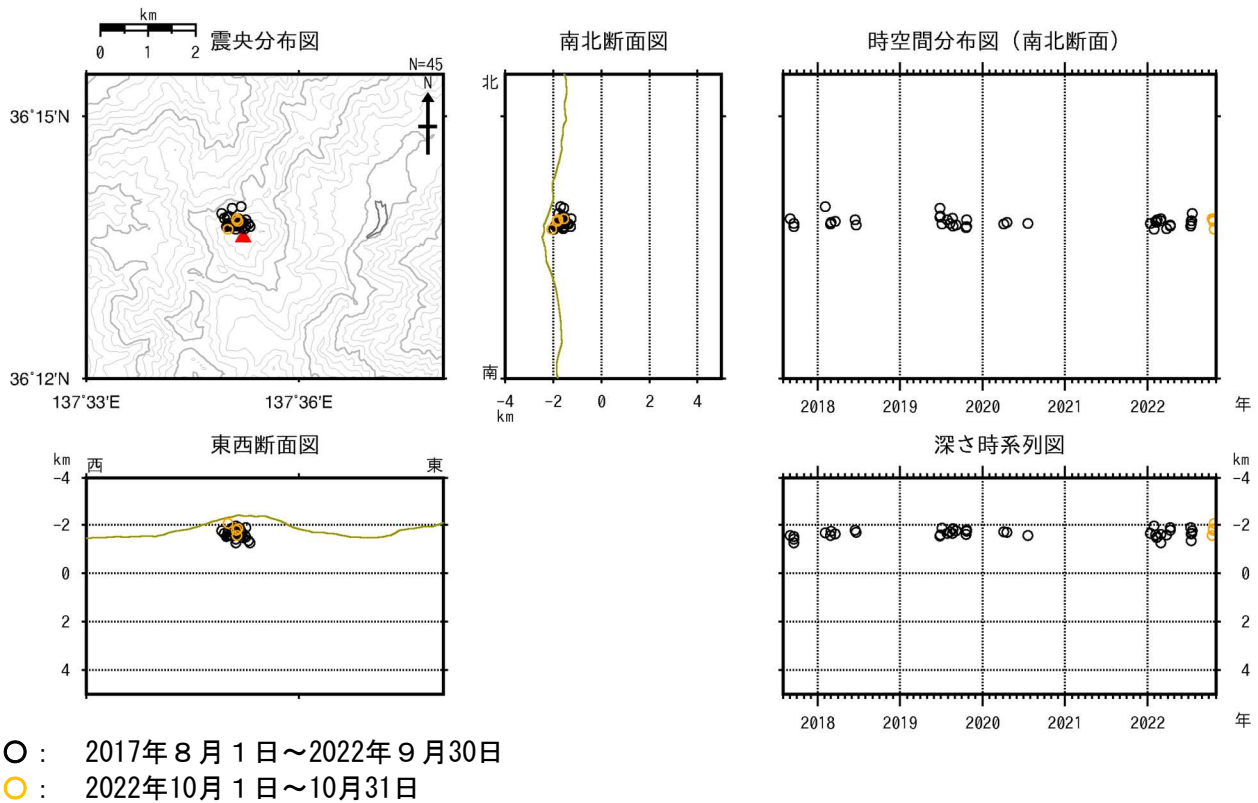 km
0 1 2
震央分布図
N=45
N
36°15'N
36°12'N
137°33'E 137°36'E
南北断面図
北
南
-4 -2 0 2 4
km
時空間分布図（南北断面）
2018 2019 2020 2021 2022 年
東西断面図
km 西 東
-4
-2
0
2
4
深さ時系列図
km
-4
-2
0
2
4
2018 2019 2020 2021 2022 年
： 2017年８月１日～2022年９月30日
： 2022年10月１日～10月31日